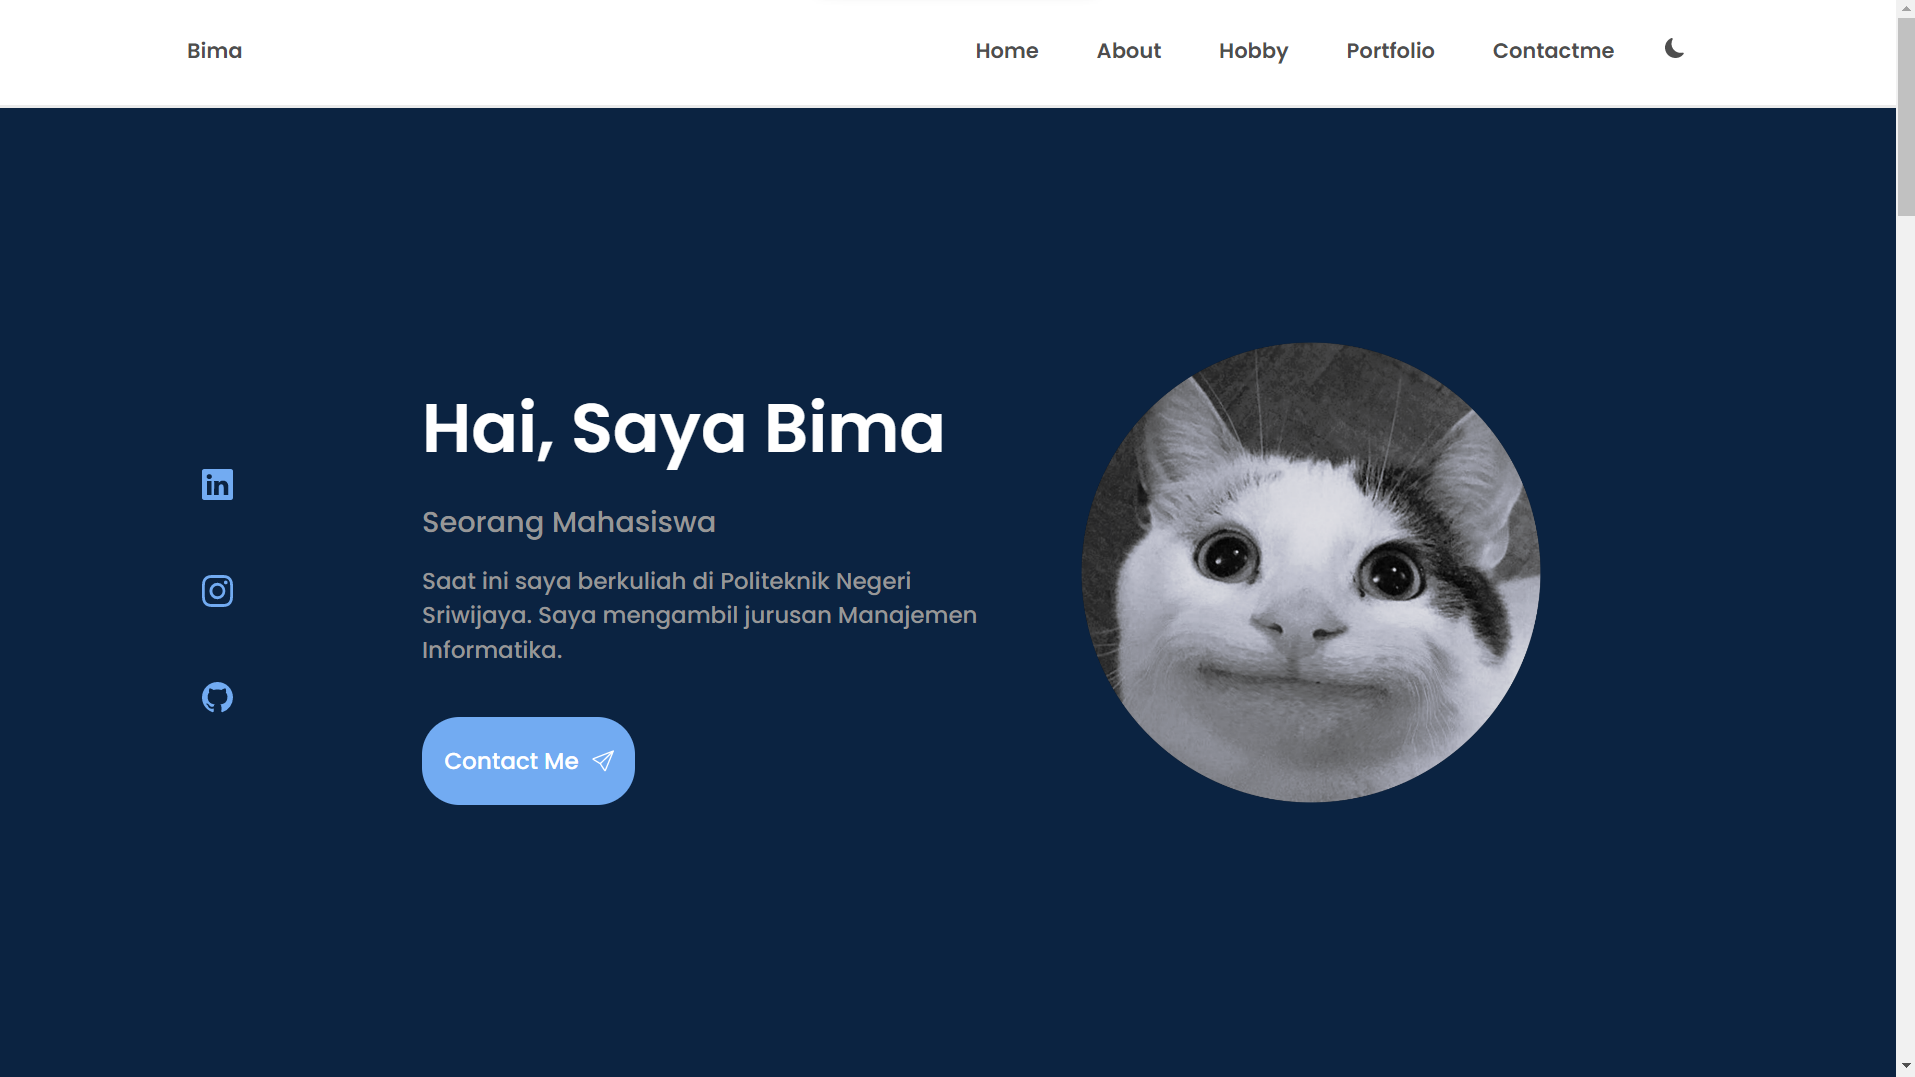 Bima
Home
About
Hobby
Portfolio
Contactme
Hai, Saya Bima
Seorang Mahasiswa
Saat ini saya berkuliah di Politeknik Negeri
Sriwijaya. Saya mengambil jurusan Manajemen
Informatika.
Contact Me